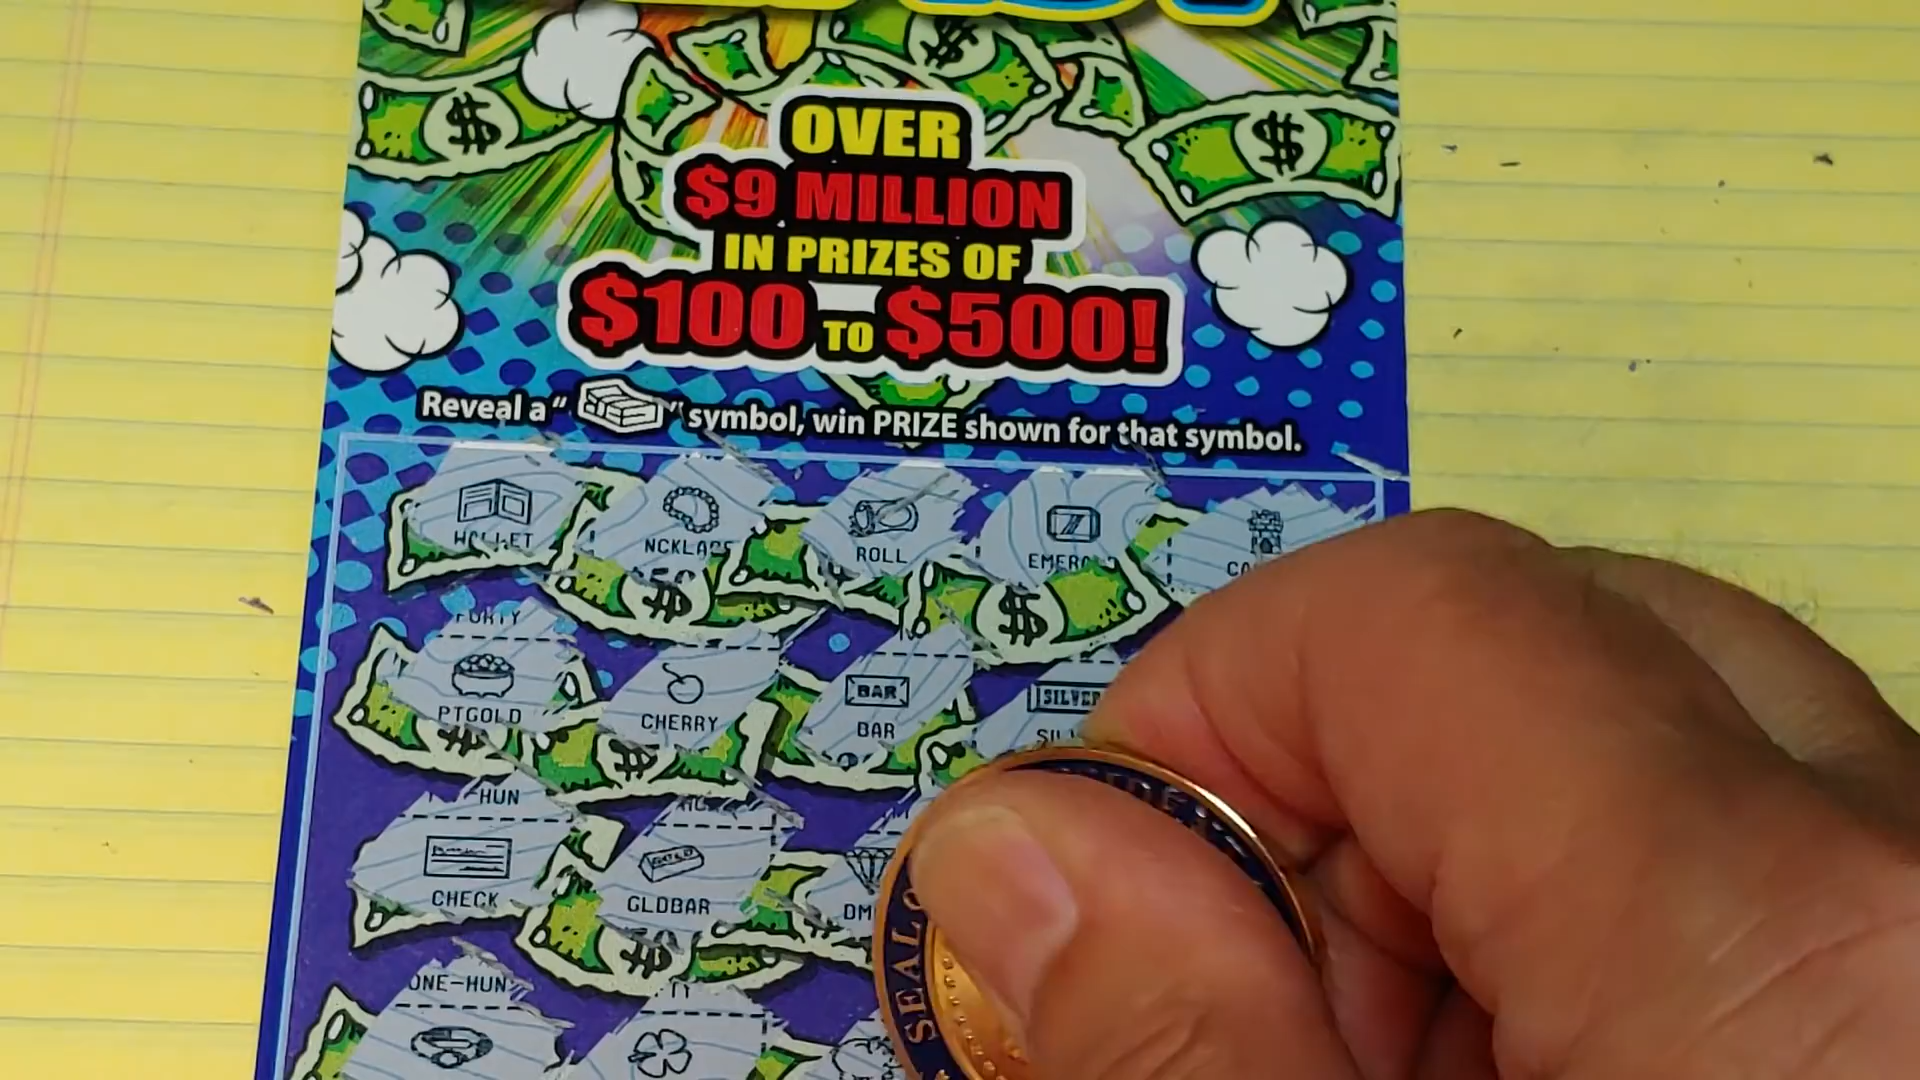 OVER
$9 MILLION
IN PRIZES OF
$100 TO $500!
Reveal a " " symbol, win PRIZE shown for that symbol.
WALLET NCKLACE ROLL EMERALD
FORTY
BAR SILVER
PTGOLD CHERRY BAR
HUN
GOLD
CHECK GLDBAR
ONE-HUN
SEAL O